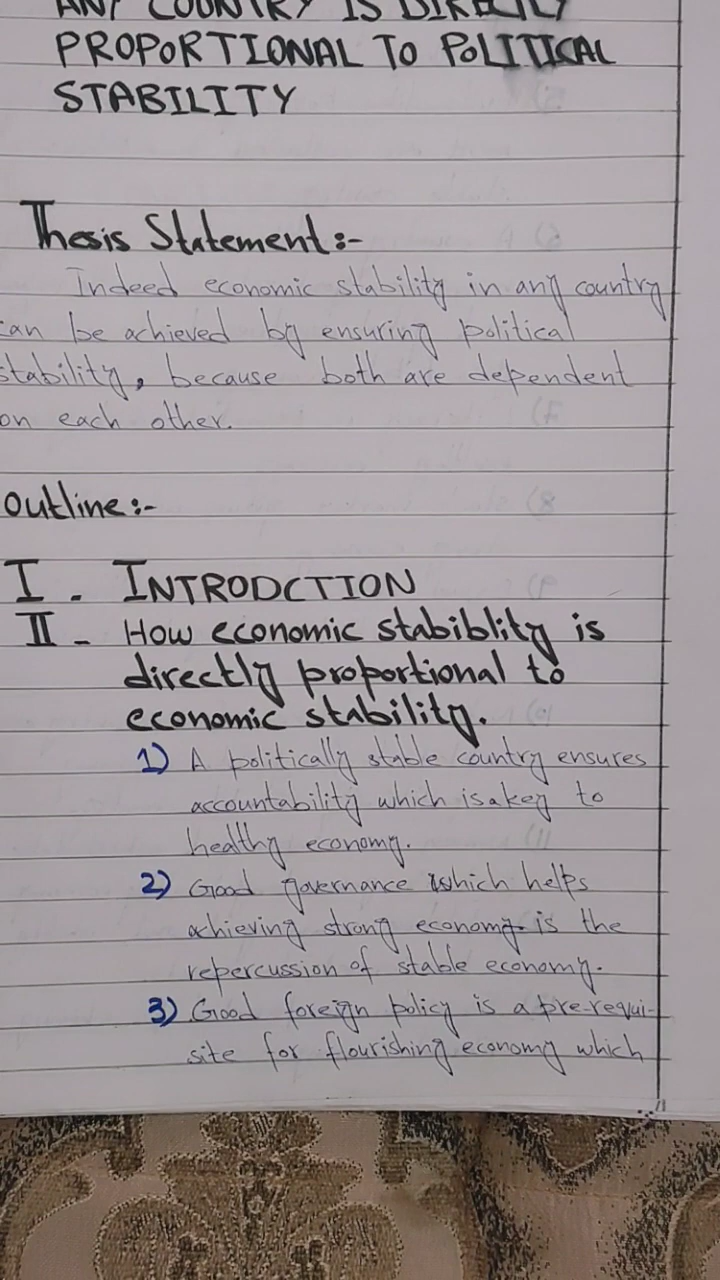 ANY COUNTRY IS DIRECTLY
PROPORTIONAL TO POLITICAL
STABILITY
Thesis Statement:-
Indeed economic stability in any country
can be achieved by ensuring political
stability, because both are dependent
on each other.
outline:-
I. INTRODCTION
II - How economic stabiblity is
directly proportional to
economic stability.
1) A politically stable country ensures
accountability which is a key to
healthy economy.
2) Good governance which helps
achieving strong economy is the
repercussion of stable economy.
3) Good foreign policy is a pre-requi-
site for flourishing economy which